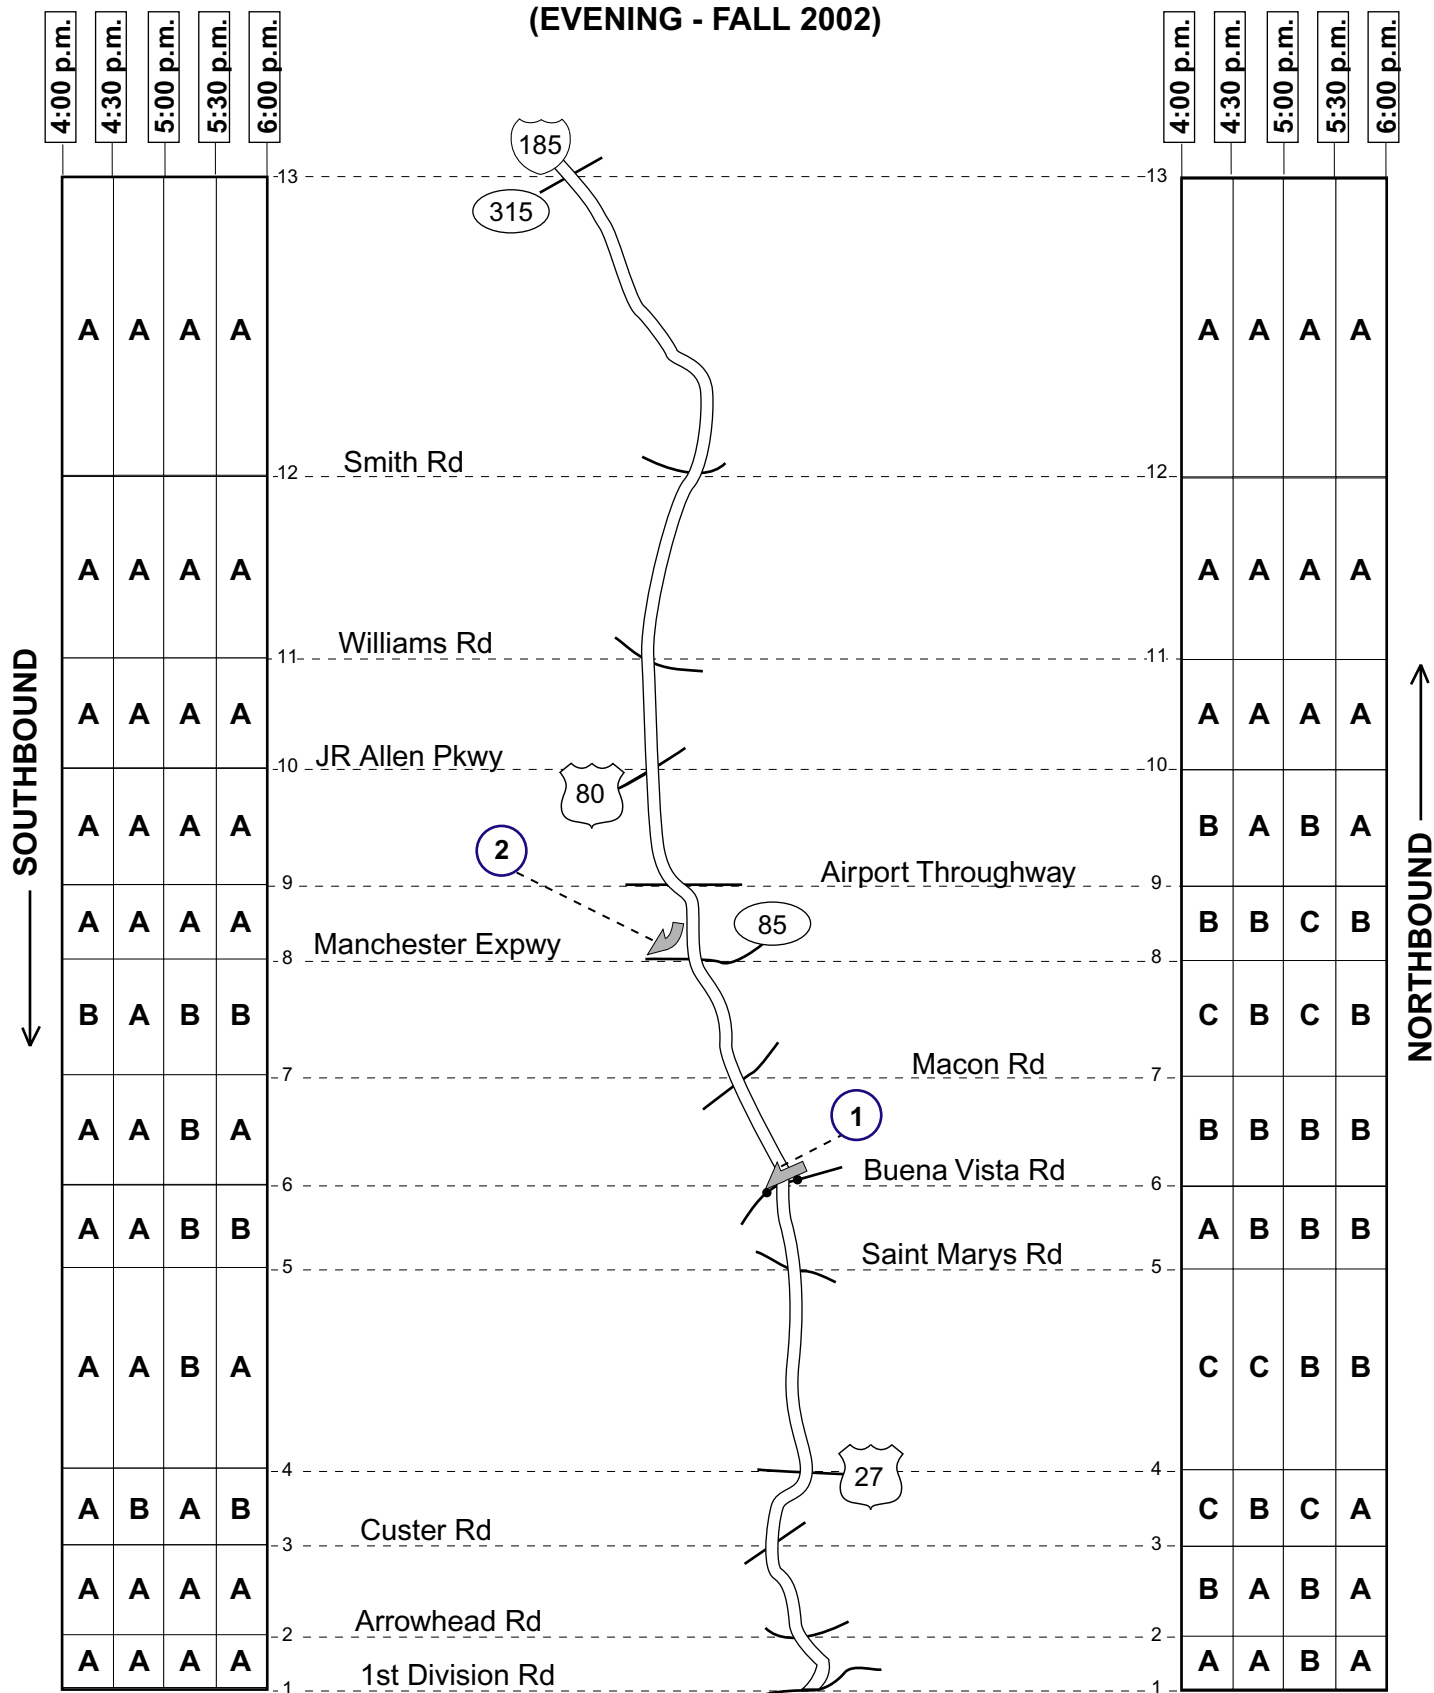 (EVENING - FALL 2002)
4:00 p.m. 4:30 p.m. 5:00 p.m. 5:30 p.m. 6:00 p.m.
4:00 p.m. 4:30 p.m. 5:00 p.m. 5:30 p.m. 6:00 p.m.
185
13 13
315
A A A A A A A A
Smith Rd
12 12
A A A A A A A A
Williams Rd
11 11
SOUTHBOUND
NORTHBOUND
A A A A A A A A
JR Allen Pkwy
10 10
80
A A A A B A B A
2
Airport Throughway
9 9
A A A A B B C B
85
Manchester Expwy
8 8
B A B B C B C B
Macon Rd
7 7
1
A A B A B B B B
Buena Vista Rd
6 6
A A B B A B B B
Saint Marys Rd
5 5
A A B A C C B B
4 4
27
A B A B C B C A
Custer Rd
3 3
A A A A B A B A
Arrowhead Rd
2 2
A A A A A A B A
1st Division Rd
1 1